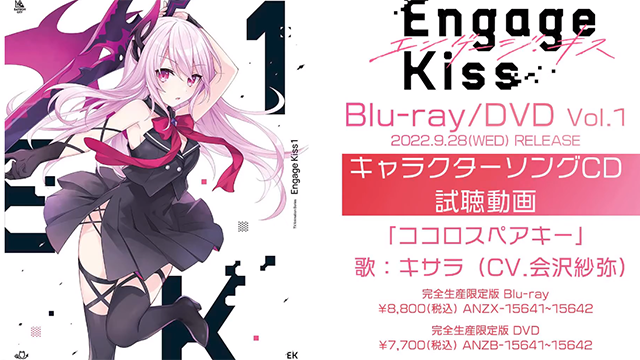 1
EK
Engage Kiss 1
EK
Engage
エンゲージ・キス
Kiss
Blu-ray/DVD Vol.1
2022.9.28(WED) RELEASE
キャラクターソングCD
試聴動画
「ココロスペアキー」
歌：キサラ（CV.会沢紗弥）
完全生産限定版 Blu-ray
¥8,800(税込) ANZX-15641~15642
完全生産限定版 DVD
¥7,700(税込) ANZB-15641~15642